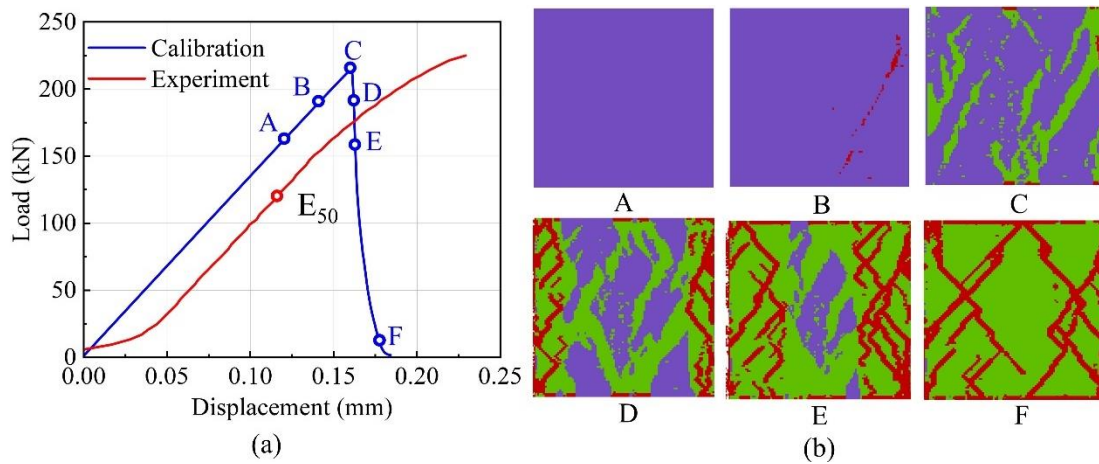 250
200
150
100
50
0
Load (kN)
Calibration
Experiment
A
B
C
D
E
F
E50
0.00
0.05
0.10
0.15
0.20
0.25
Displacement (mm)
(a)
A
B
C
D
E
F
(b)